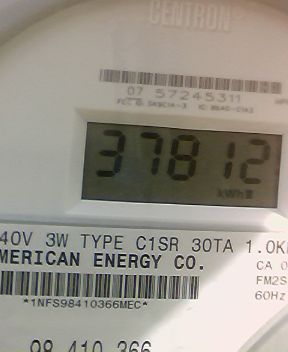 CENTRON®
07 57245311
37812
kWh
40V 3W TYPE C1SR 30TA 1.0K
MERICAN ENERGY CO.
CA 0
FM2S
60Hz
*1NFS98410366MEC*
98 410 366